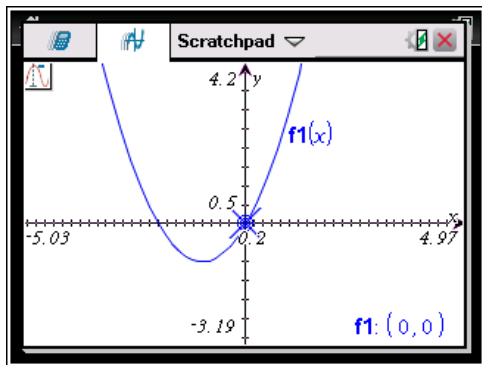 Scratchpad
4.2 y
f1(x)
0.5
x
-5.03 0.2 4.97
-3.19
f1: (0,0)